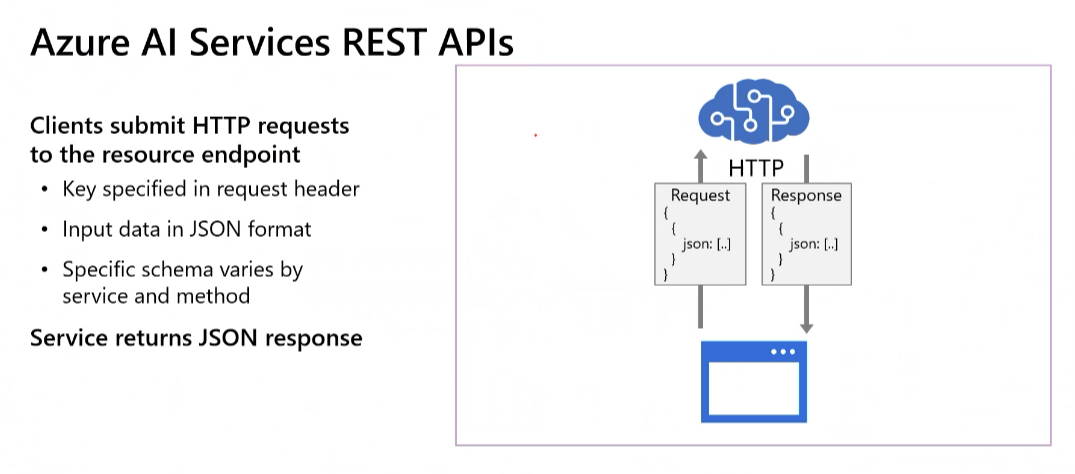 Azure AI Services REST APIs
Clients submit HTTP requests
to the resource endpoint
• Key specified in request header
• Input data in JSON format
• Specific schema varies by
service and method
Service returns JSON response
HTTP
Request
{
{
json: [..]
}
}
Response
{
{
json: [..]
}
}